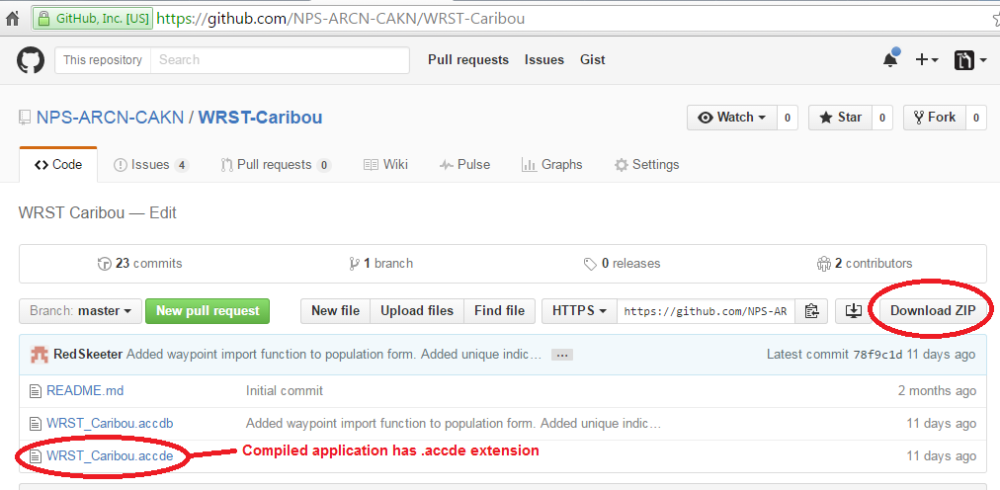 GitHub, Inc. [US] https://github.com/NPS-ARCN-CAKN/WRST-Caribou
This repository Search Pull requests Issues Gist
NPS-ARCN-CAKN / WRST-Caribou Watch 0 Star 0 Fork 0
Code Issues 4 Pull requests 0 Wiki Pulse Graphs Settings
WRST Caribou — Edit
23 commits 1 branch 0 releases 2 contributors
Branch: master New pull request New file Upload files Find file HTTPS https://github.com/NPS-AR Download ZIP
RedSkeeter Added waypoint import function to population form. Added unique indic… ... Latest commit 78f9c1d 11 days ago
README.md Initial commit 2 months ago
WRST_Caribou.accdb Added waypoint import function to population form. Added unique indic… 11 days ago
WRST_Caribou.accde Compiled application has .accde extension 11 days ago